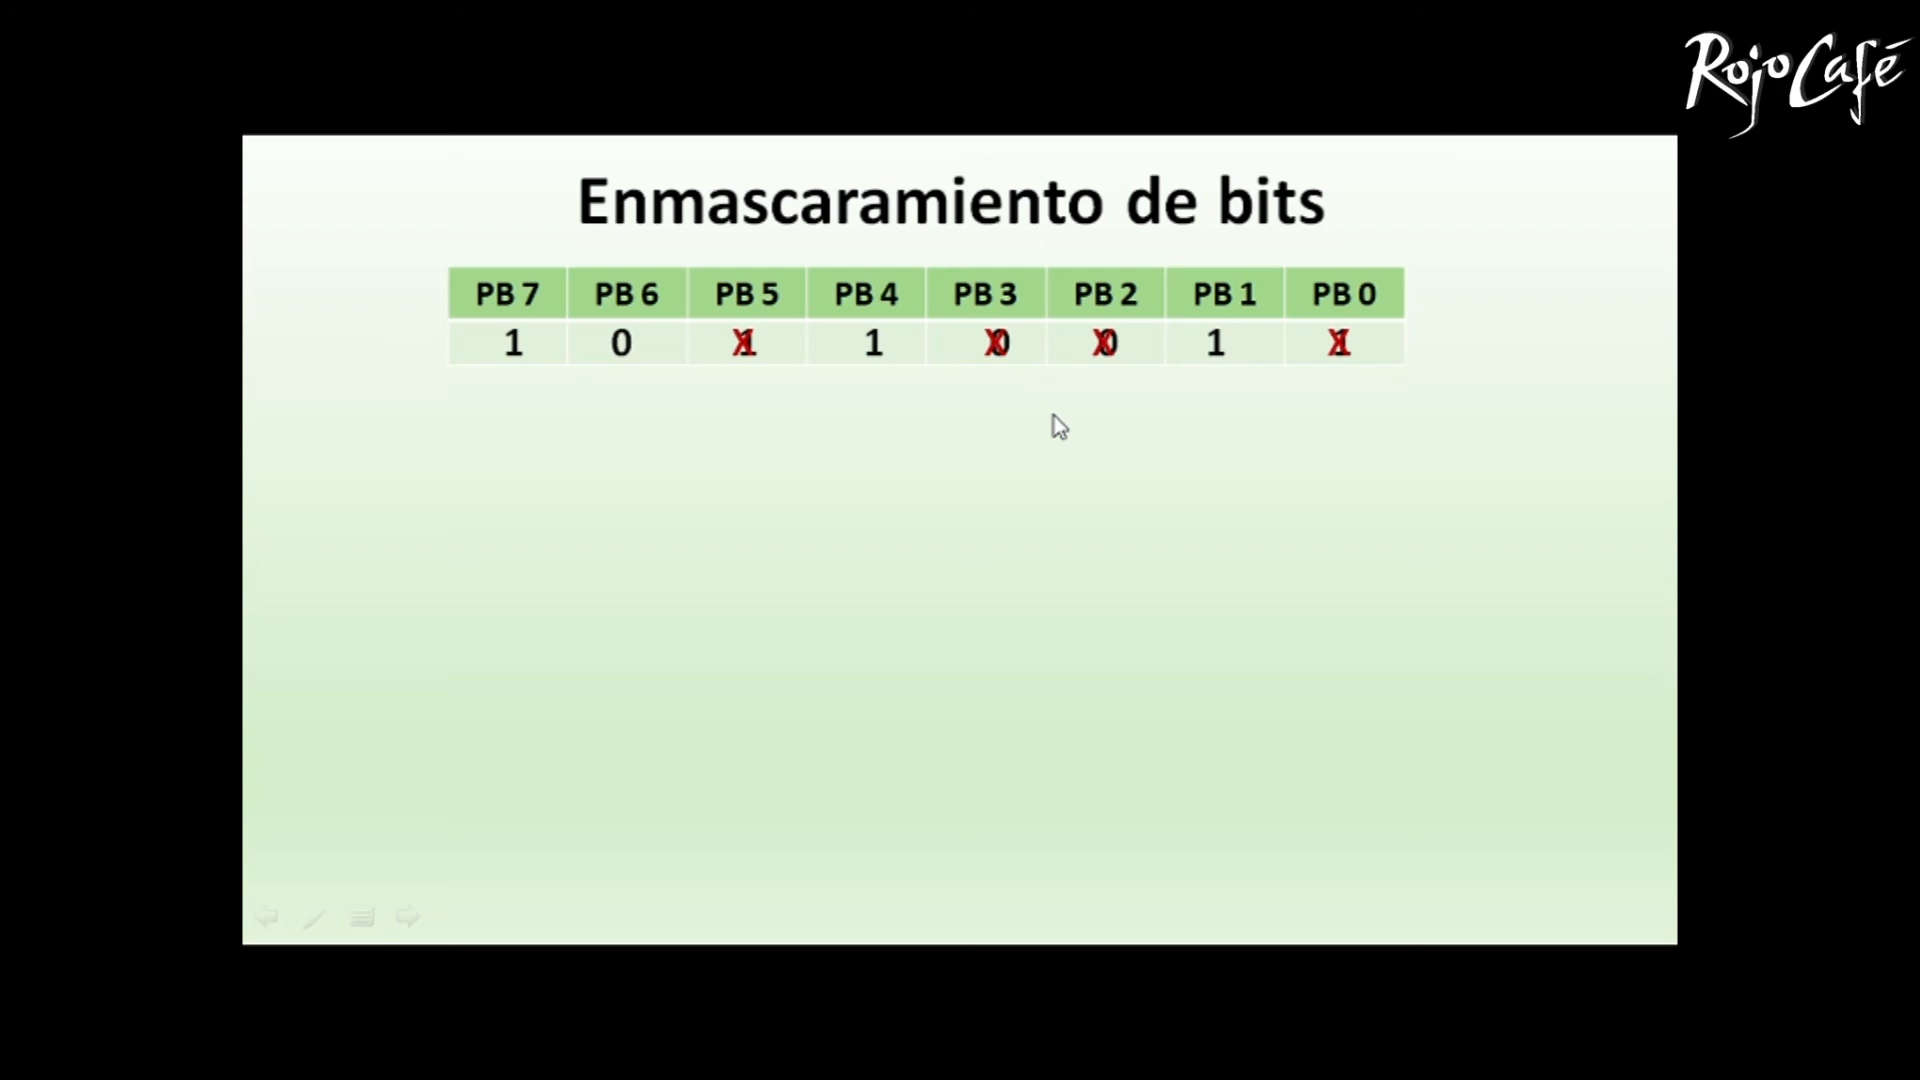 RojoCafé
Enmascaramiento de bits
PB 7 PB 6 PB 5 PB 4 PB 3 PB 2 PB 1 PB 0
1 0 1 1 0 0 1 1
X X X X